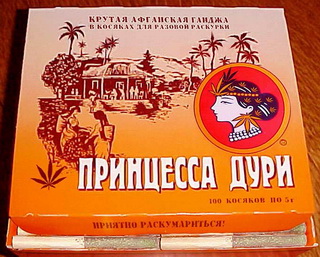 КРУТАЯ АФГАНСКАЯ ГАНДЖА
В КОСЯКАХ ДЛЯ РАЗОВОЙ РАСКУРКИ
ПРИНЦЕССА ДУРИ
100 КОСЯКОВ ПО 5г
ПРИЯТНО РАСКУМАРИТЬСЯ!